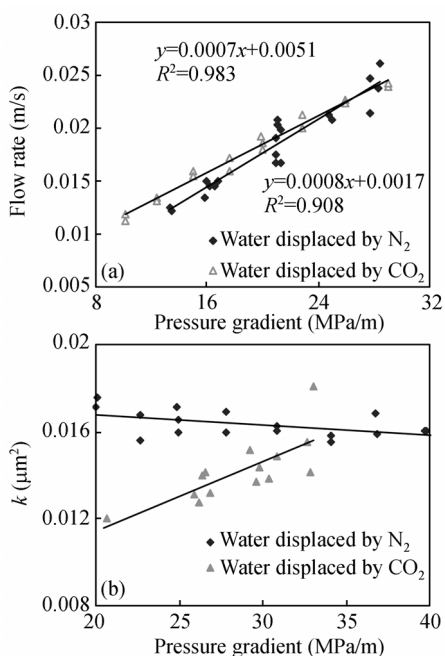 0.03
0.025
0.02
0.015
0.01
0.005
Flow rate (m/s)
y=0.0007x+0.0051
R²=0.983
y=0.0008x+0.0017
R²=0.908
Water displaced by N₂
Water displaced by CO₂
(a)
8 16 24 32
Pressure gradient (MPa/m)
0.02
0.016
0.012
0.008
k (μm²)
Water displaced by N₂
Water displaced by CO₂
(b)
20 25 30 35 40
Pressure gradient (MPa/m)